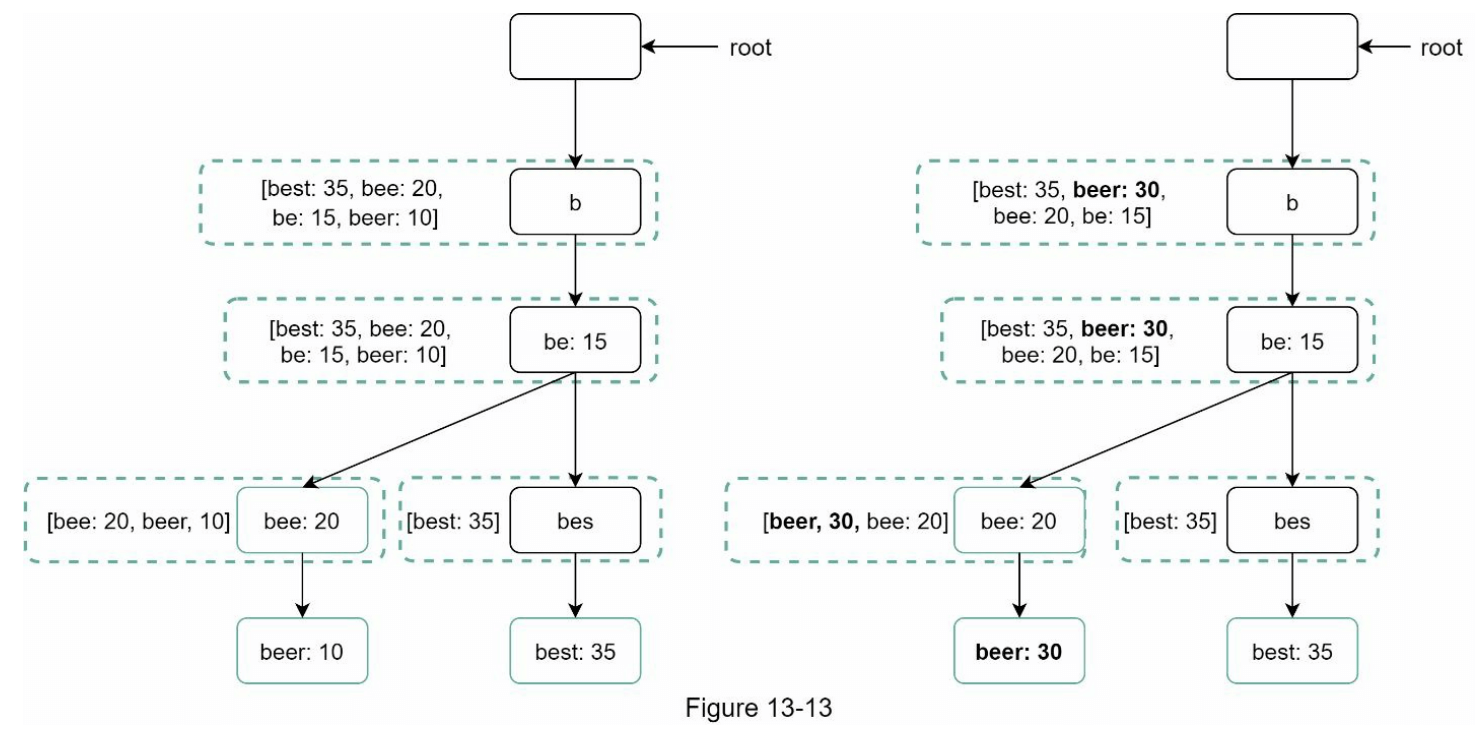 root
[best: 35, bee: 20,
be: 15, beer: 10]
b
[best: 35, bee: 20,
be: 15, beer: 10]
be: 15
[bee: 20, beer, 10]
bee: 20
[best: 35]
bes
beer: 10
best: 35
root
[best: 35, beer: 30,
bee: 20, be: 15]
b
[best: 35, beer: 30,
bee: 20, be: 15]
be: 15
[beer, 30, bee: 20]
bee: 20
[best: 35]
bes
beer: 30
best: 35
Figure 13-13